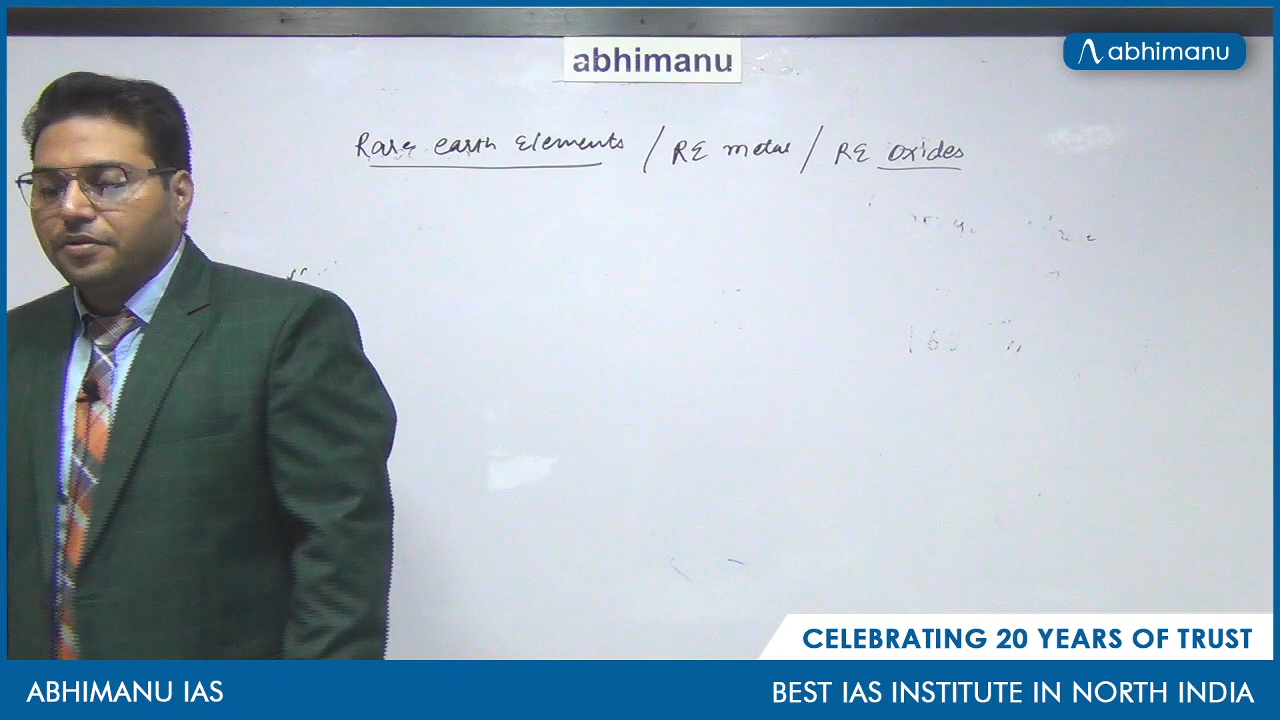 abhimanu
abhimanu
Rare earth Elements / RE metal / RE oxides
CELEBRATING 20 YEARS OF TRUST
ABHIMANU IAS
BEST IAS INSTITUTE IN NORTH INDIA